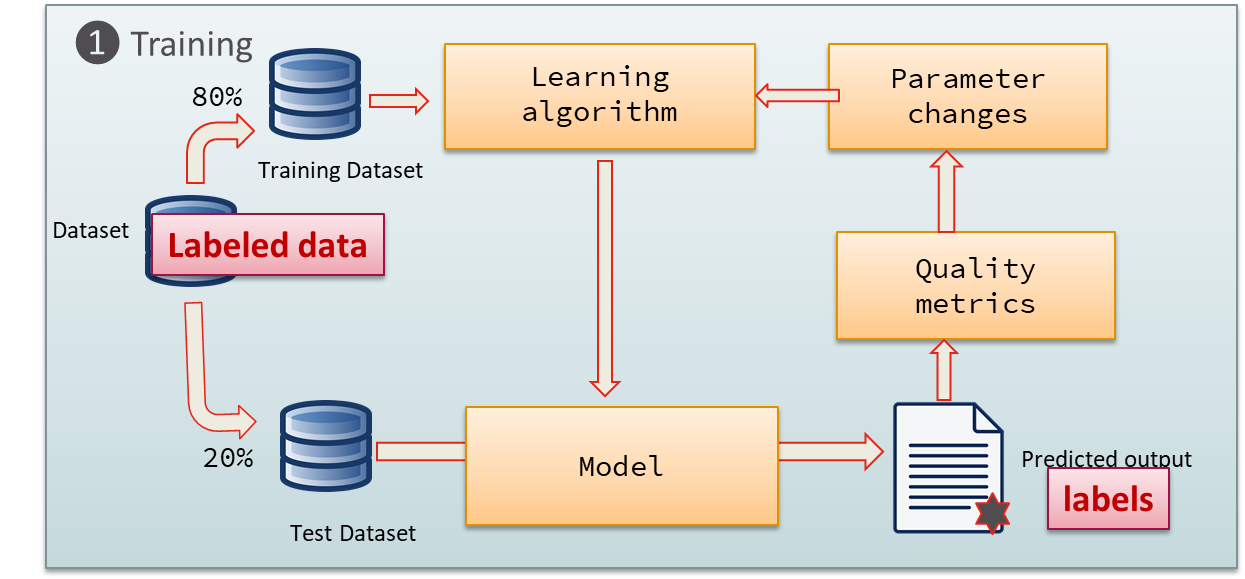 1 Training
80%
Training Dataset
Learning
algorithm
Parameter
changes
Dataset
Labeled data
Quality
metrics
20%
Test Dataset
Model
Predicted output
labels